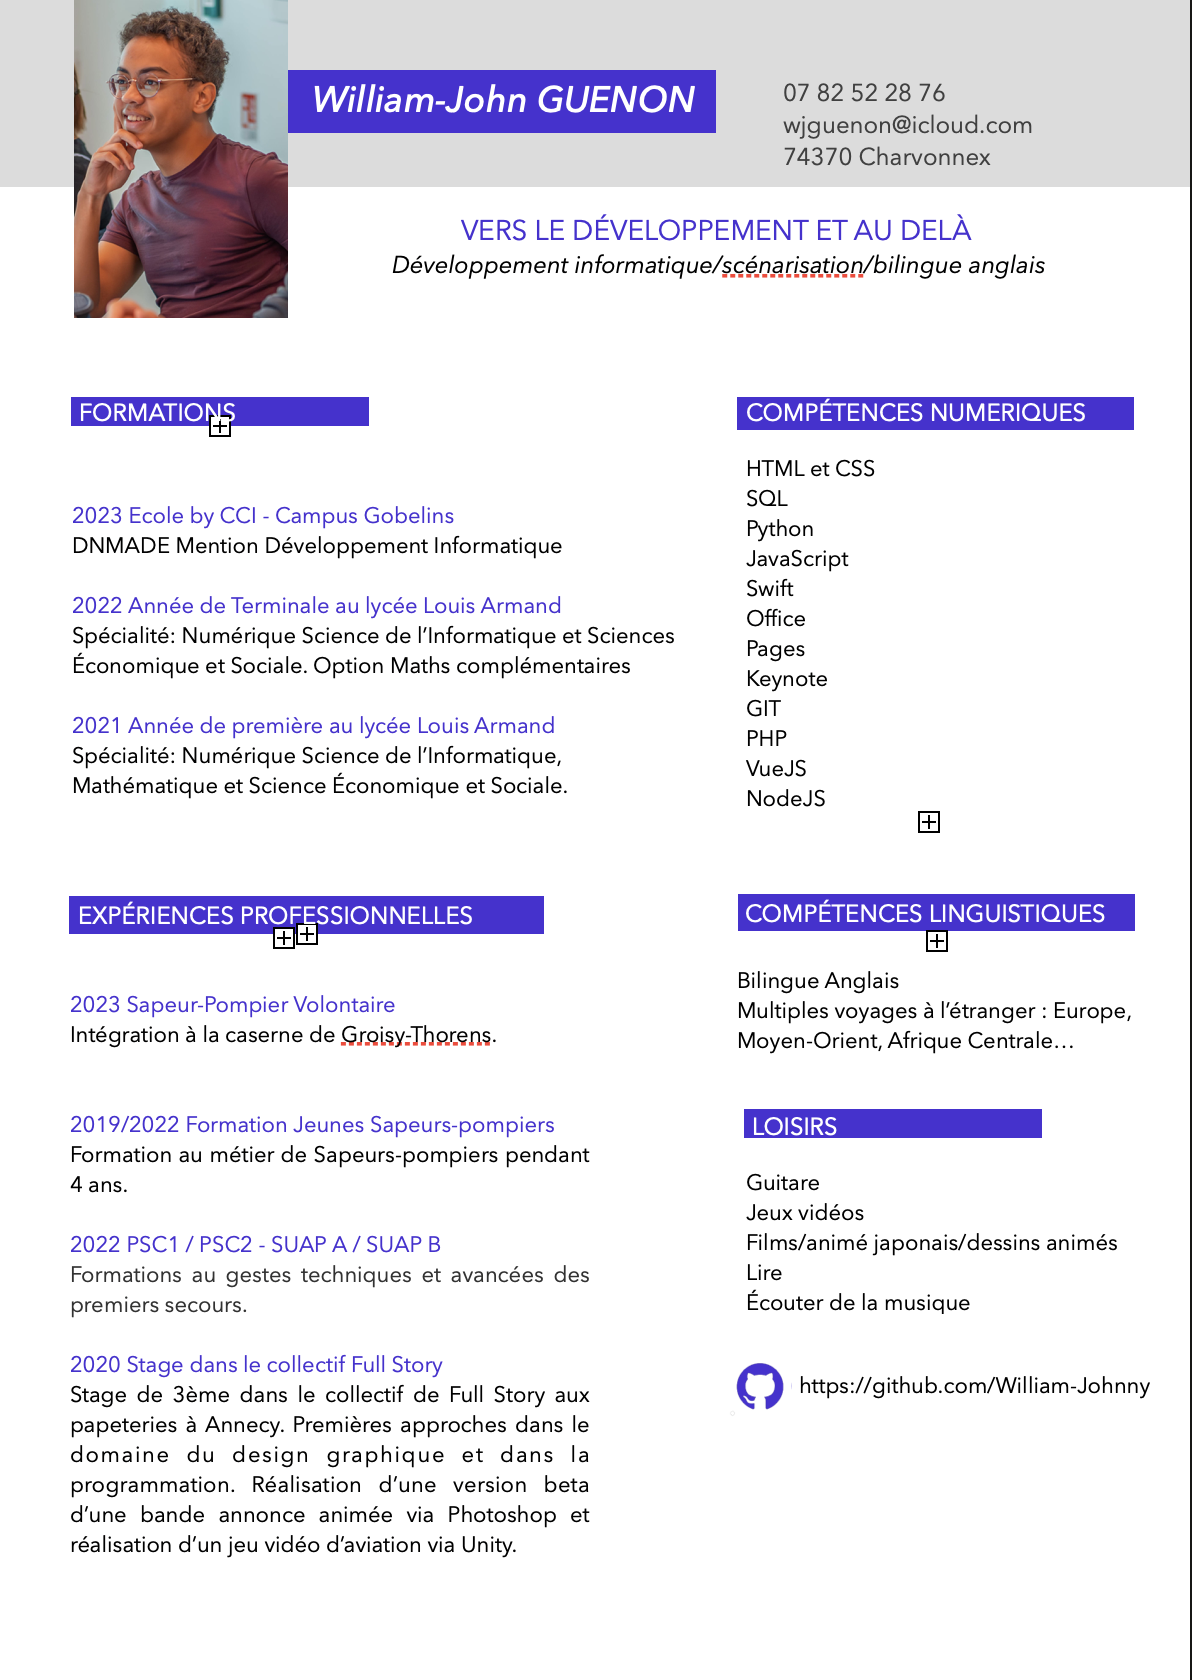 William-John GUENON
07 82 52 28 76
wjguenon@icloud.com
74370 Charvonnex
VERS LE DÉVELOPPEMENT ET AU DELÀ
Développement informatique/scénarisation/bilingue anglais
FORMATIONS
2023 Ecole by CCI - Campus Gobelins
DNMADE Mention Développement Informatique
2022 Année de Terminale au lycée Louis Armand
Spécialité: Numérique Science de l’Informatique et Sciences
Économique et Sociale. Option Maths complémentaires
2021 Année de première au lycée Louis Armand
Spécialité: Numérique Science de l’Informatique,
Mathématique et Science Économique et Sociale.
EXPÉRIENCES PROFESSIONNELLES
2023 Sapeur-Pompier Volontaire
Intégration à la caserne de Groisy-Thorens.
2019/2022 Formation Jeunes Sapeurs-pompiers
Formation au métier de Sapeurs-pompiers pendant
4 ans.
2022 PSC1 / PSC2 - SUAP A / SUAP B
Formations au gestes techniques et avancées des
premiers secours.
2020 Stage dans le collectif Full Story
Stage de 3ème dans le collectif de Full Story aux
papeteries à Annecy. Premières approches dans le
domaine du design graphique et dans la
programmation. Réalisation d’une version beta
d’une bande annonce animée via Photoshop et
réalisation d’un jeu vidéo d’aviation via Unity.
COMPÉTENCES NUMERIQUES
HTML et CSS
SQL
Python
JavaScript
Swift
Office
Pages
Keynote
GIT
PHP
VueJS
NodeJS
COMPÉTENCES LINGUISTIQUES
Bilingue Anglais
Multiples voyages à l’étranger : Europe,
Moyen-Orient, Afrique Centrale…
LOISIRS
Guitare
Jeux vidéos
Films/animé japonais/dessins animés
Lire
Écouter de la musique
https://github.com/William-Johnny